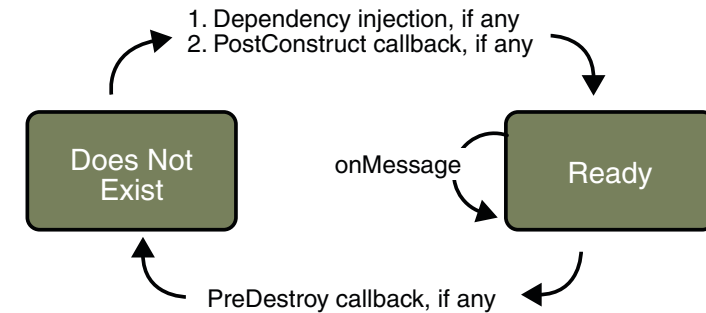 1. Dependency injection, if any
2. PostConstruct callback, if any
Does Not
Exist
onMessage
Ready
PreDestroy callback, if any